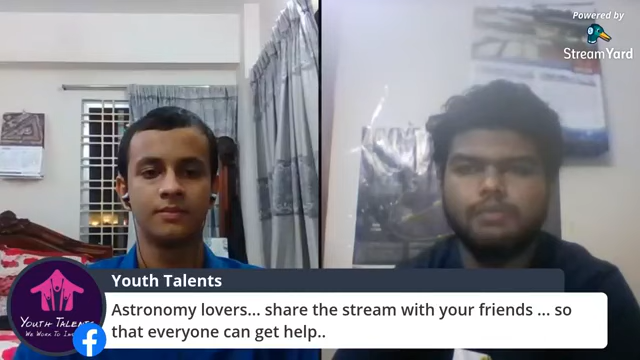 Powered by
StreamYard
Youth Talents
Astronomy lovers... share the stream with your friends ... so
that everyone can get help..
YOUTH TALENTS
WE WORK TO